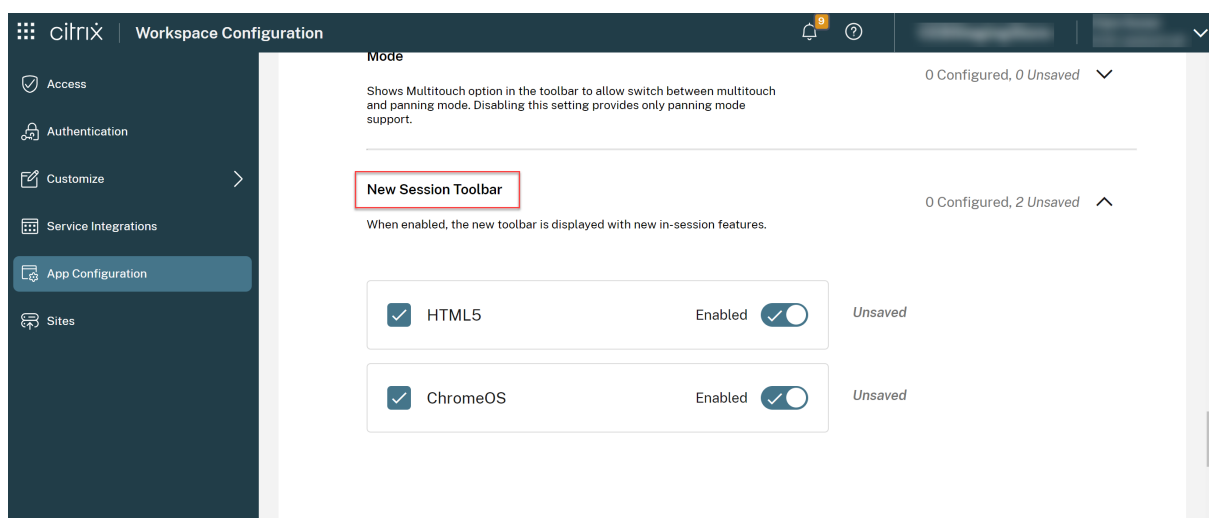 citrix Workspace Configuration 9
Access
Authentication
Customize
Service Integrations
App Configuration
Sites
Mode
0 Configured, 0 Unsaved
Shows Multitouch option in the toolbar to allow switch between multitouch
and panning mode. Disabling this setting provides only panning mode
support.
New Session Toolbar
0 Configured, 2 Unsaved
When enabled, the new toolbar is displayed with new in-session features.
HTML5 Enabled Unsaved
ChromeOS Enabled Unsaved